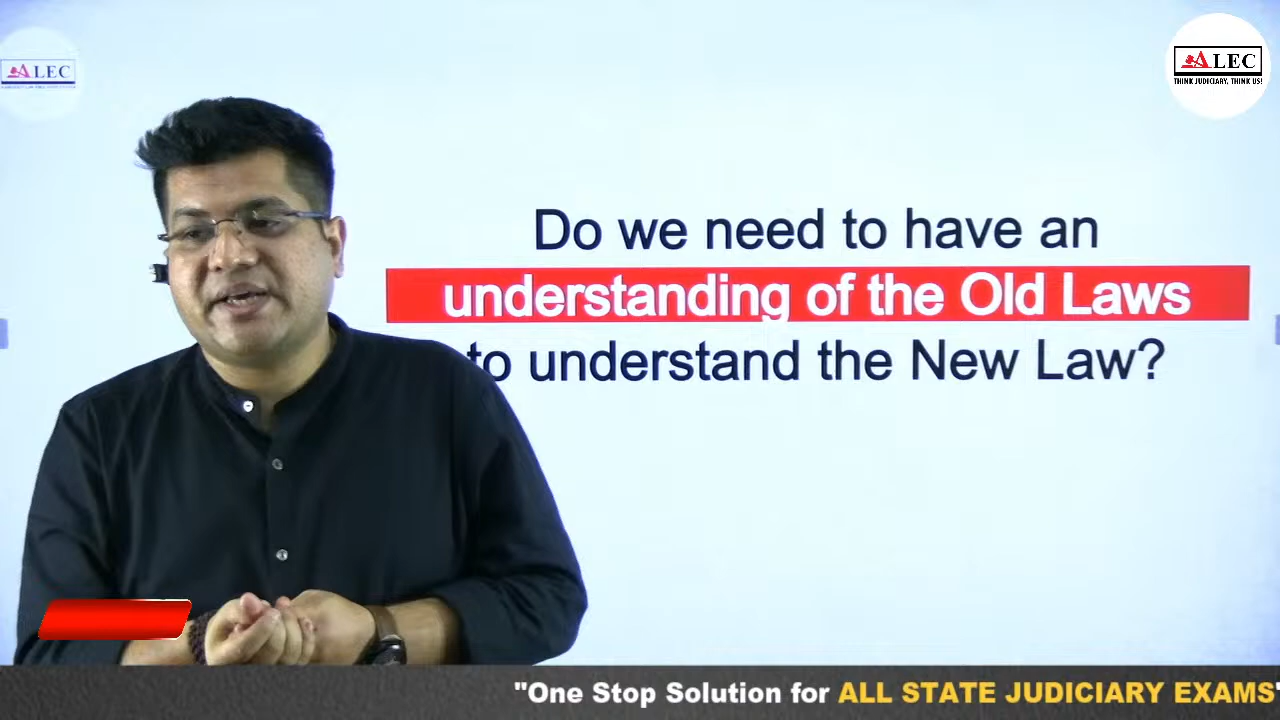 ALEC
ALEC
THINK JUDICIARY, THINK US!
Do we need to have an
understanding of the Old Laws
to understand the New Law?
"One Stop Solution for ALL STATE JUDICIARY EXAMS"